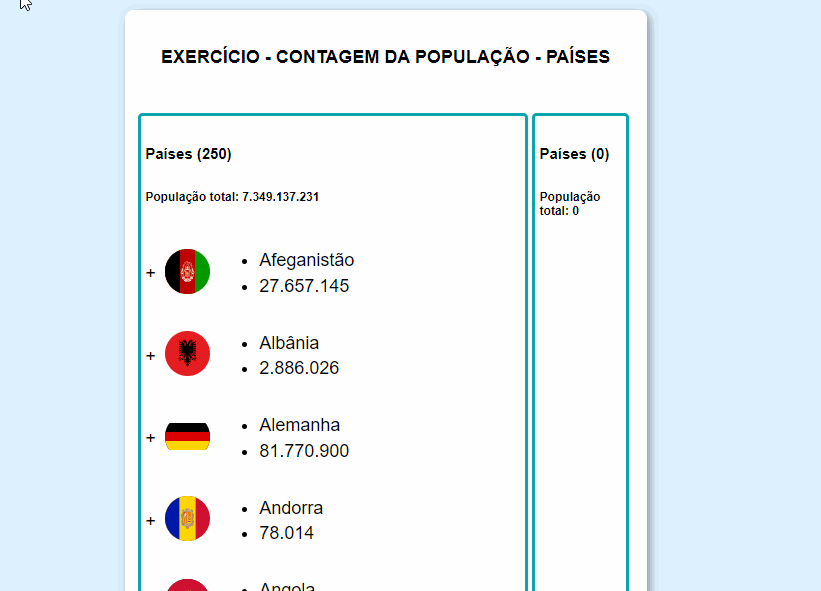 EXERCÍCIO - CONTAGEM DA POPULAÇÃO - PAÍSES
Países (250)
População total: 7.349.137.231
+
Afeganistão
27.657.145
+
Albânia
2.886.026
+
Alemanha
81.770.900
+
Andorra
78.014
Angola
Países (0)
População
total: 0